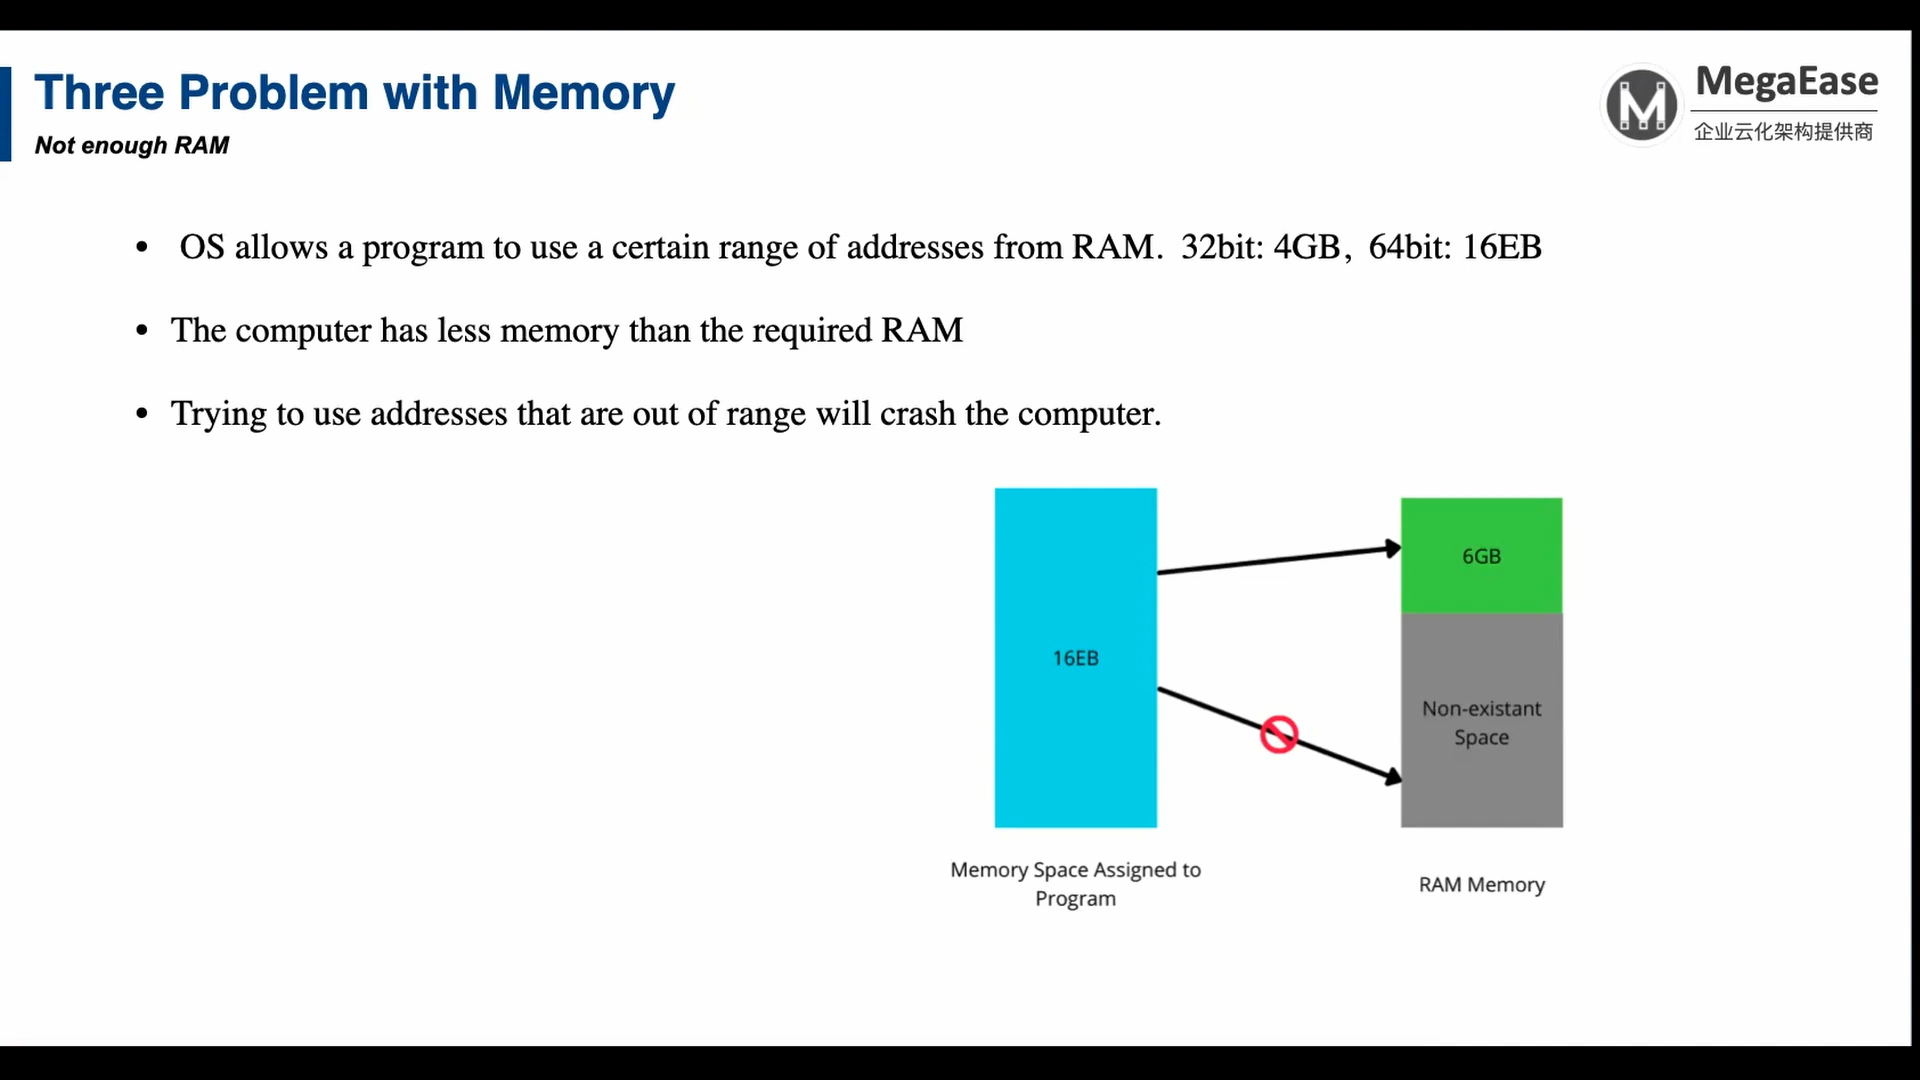 Three Problem with Memory
Not enough RAM
MegaEase
企业云化架构提供商
• OS allows a program to use a certain range of addresses from RAM.  32bit: 4GB,  64bit: 16EB
• The computer has less memory than the required RAM
• Trying to use addresses that are out of range will crash the computer.
16EB
6GB
Non-existant
Space
Memory Space Assigned to
Program
RAM Memory